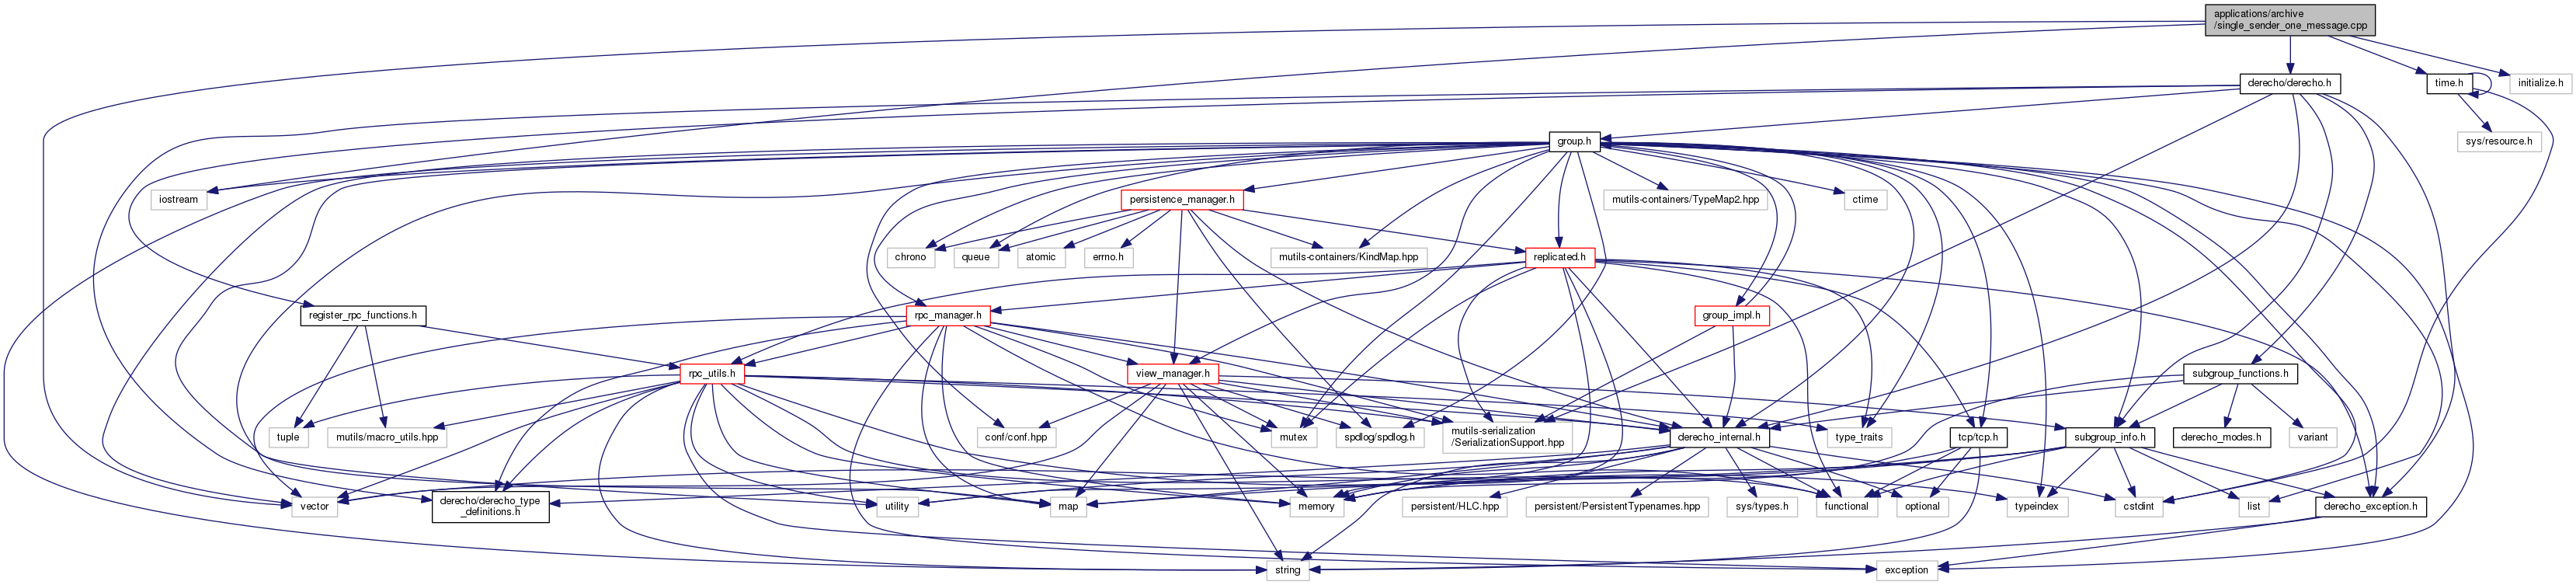 applications/archive
/single_sender_one_message.cpp
derecho/derecho.h
time.h
initialize.h
group.h
sys/resource.h
iostream
persistence_manager.h
mutils-containers/TypeMap2.hpp
ctime
chrono
queue
atomic
errno.h
mutils-containers/KindMap.hpp
replicated.h
register_rpc_functions.h
rpc_manager.h
group_impl.h
rpc_utils.h
view_manager.h
subgroup_functions.h
tuple
mutils/macro_utils.hpp
conf/conf.hpp
mutex
spdlog/spdlog.h
mutils-serialization
/SerializationSupport.hpp
derecho_internal.h
type_traits
tcp/tcp.h
subgroup_info.h
derecho_modes.h
variant
vector
derecho/derecho_type
_definitions.h
utility
map
memory
persistent/HLC.hpp
persistent/PersistentTypenames.hpp
sys/types.h
functional
optional
typeindex
cstdint
list
derecho_exception.h
string
exception